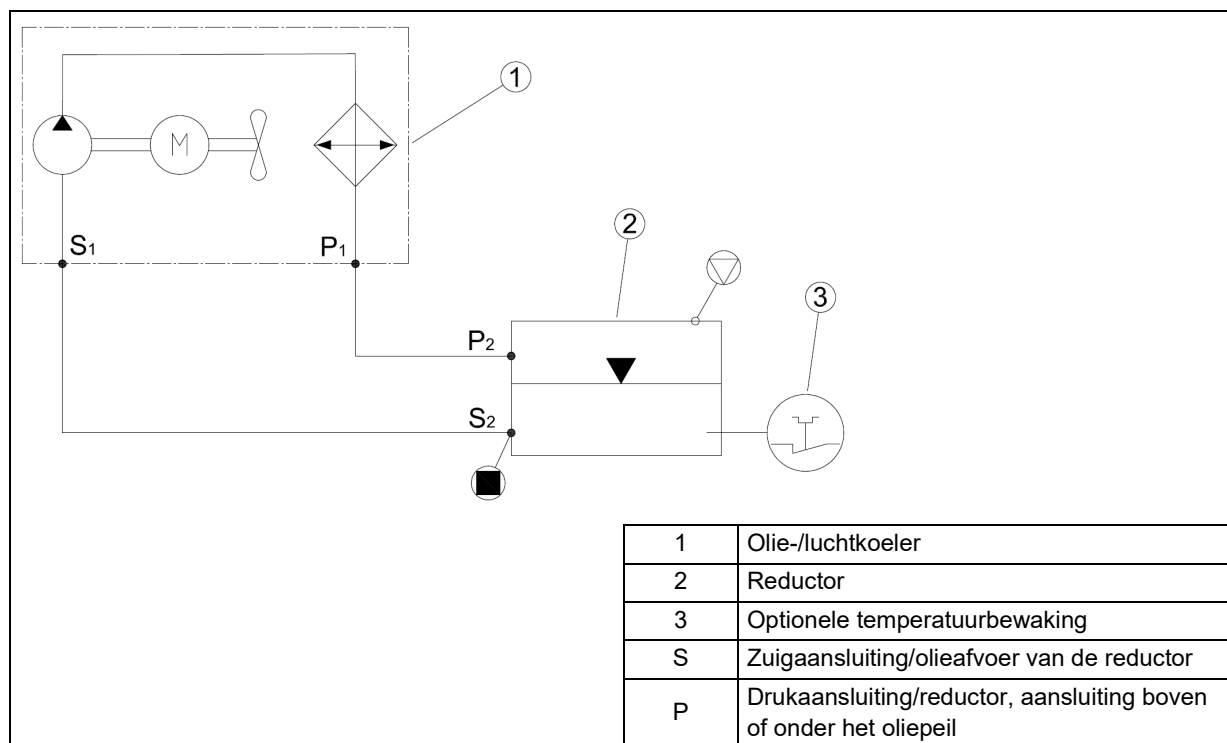 1
M
S1
P1
2
3
P2
S2
1 Olie-/luchtkoeler
2 Reductor
3 Optionele temperatuurbewaking
S Zuigaansluiting/olieafvoer van de reductor
P Drukaansluiting/reductor, aansluiting boven
of onder het oliepeil